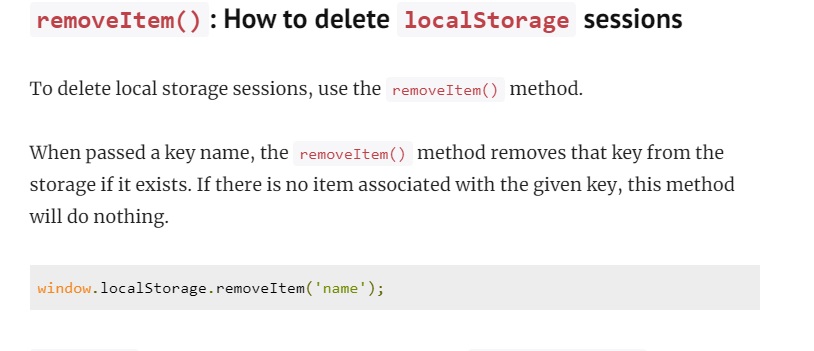 removeItem(): How to delete localStorage sessions
To delete local storage sessions, use the removeItem() method.
When passed a key name, the removeItem() method removes that key from the
storage if it exists. If there is no item associated with the given key, this method
will do nothing.
window.localStorage.removeItem('name');